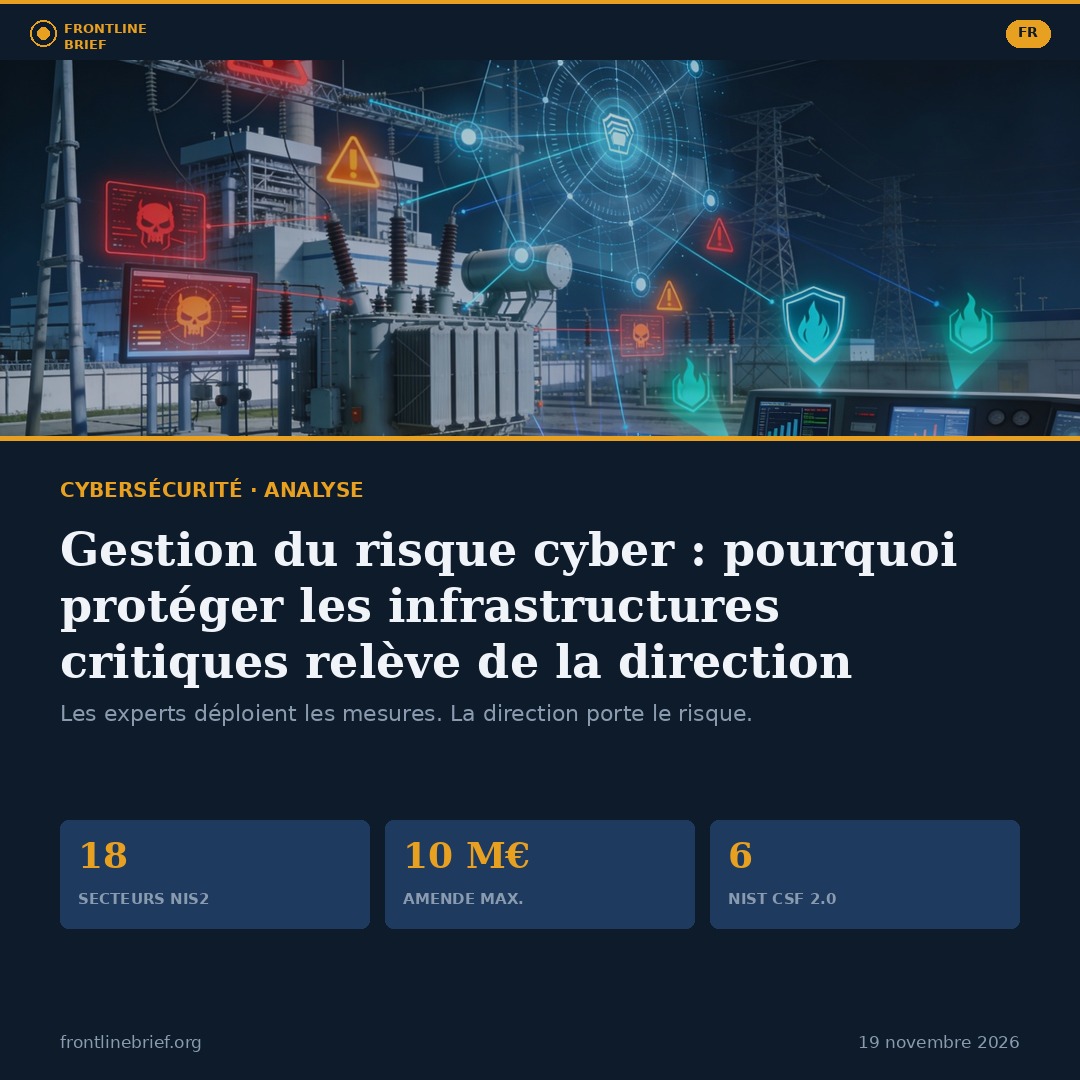 FRONTLINE
BRIEF
FR
CYBERSÉCURITÉ · ANALYSE
Gestion du risque cyber : pourquoi
protéger les infrastructures
critiques relève de la direction
Les experts déploient les mesures. La direction porte le risque.
18
SECTEURS NIS2
10 M€
AMENDE MAX.
6
NIST CSF 2.0
frontlinebrief.org
19 novembre 2026